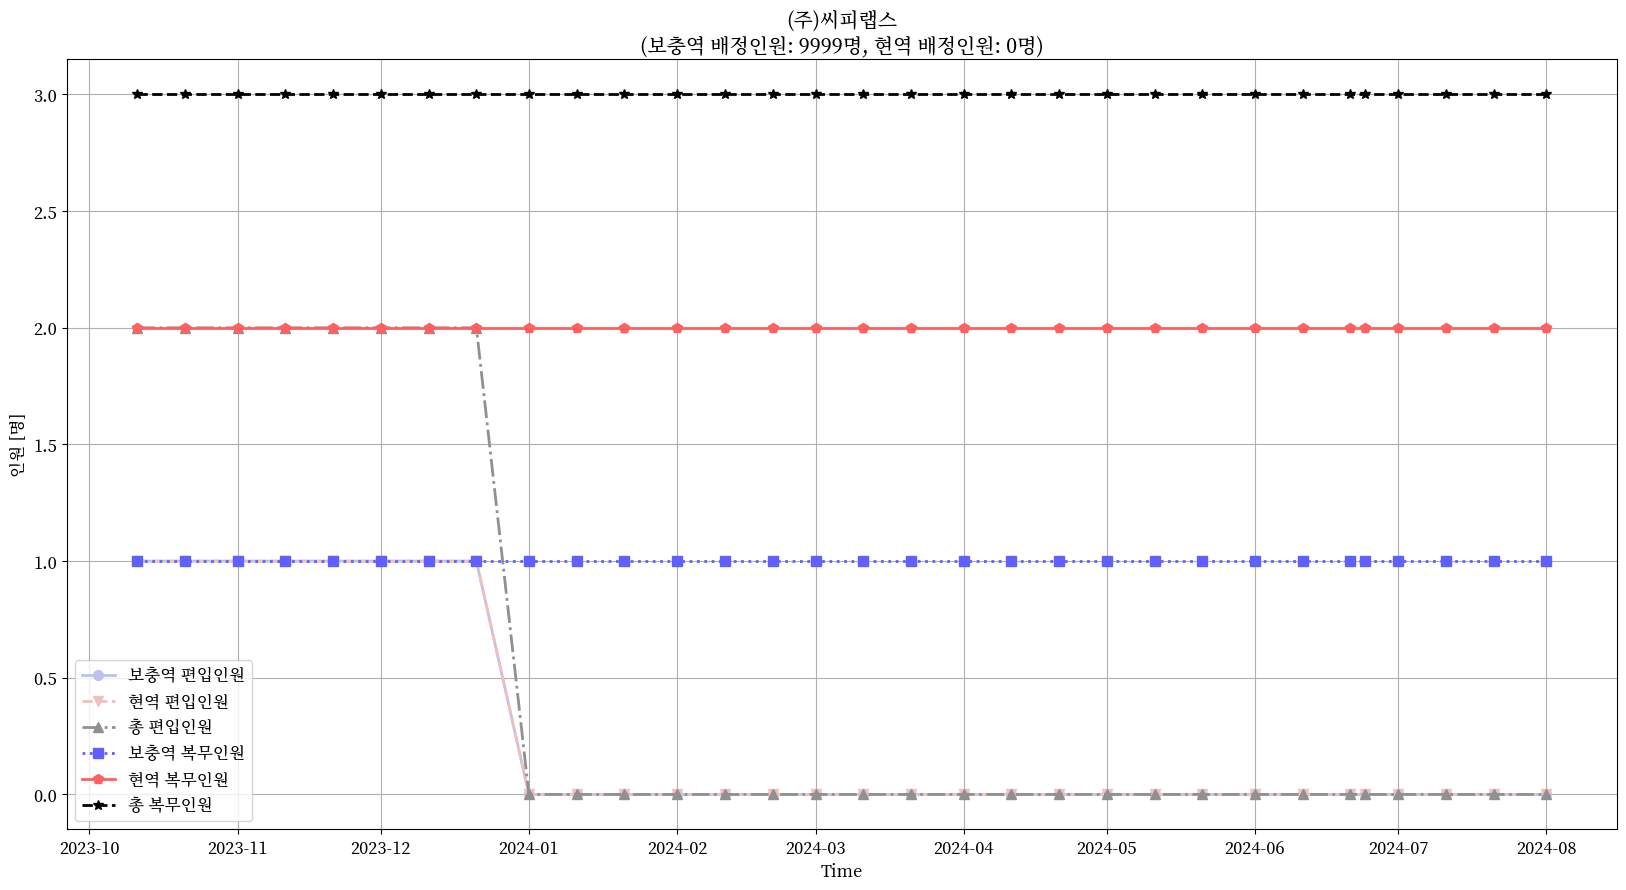 (주)씨피랩스
(보충역 배정인원: 9999명, 현역 배정인원: 0명)
3.0
2.5
2.0
1.5
1.0
0.5
0.0
인원 [명]
보충역 편입인원
현역 편입인원
총 편입인원
보충역 복무인원
현역 복무인원
총 복무인원
2023-10 2023-11 2023-12 2024-01 2024-02 2024-03 2024-04 2024-05 2024-06 2024-07 2024-08
Time